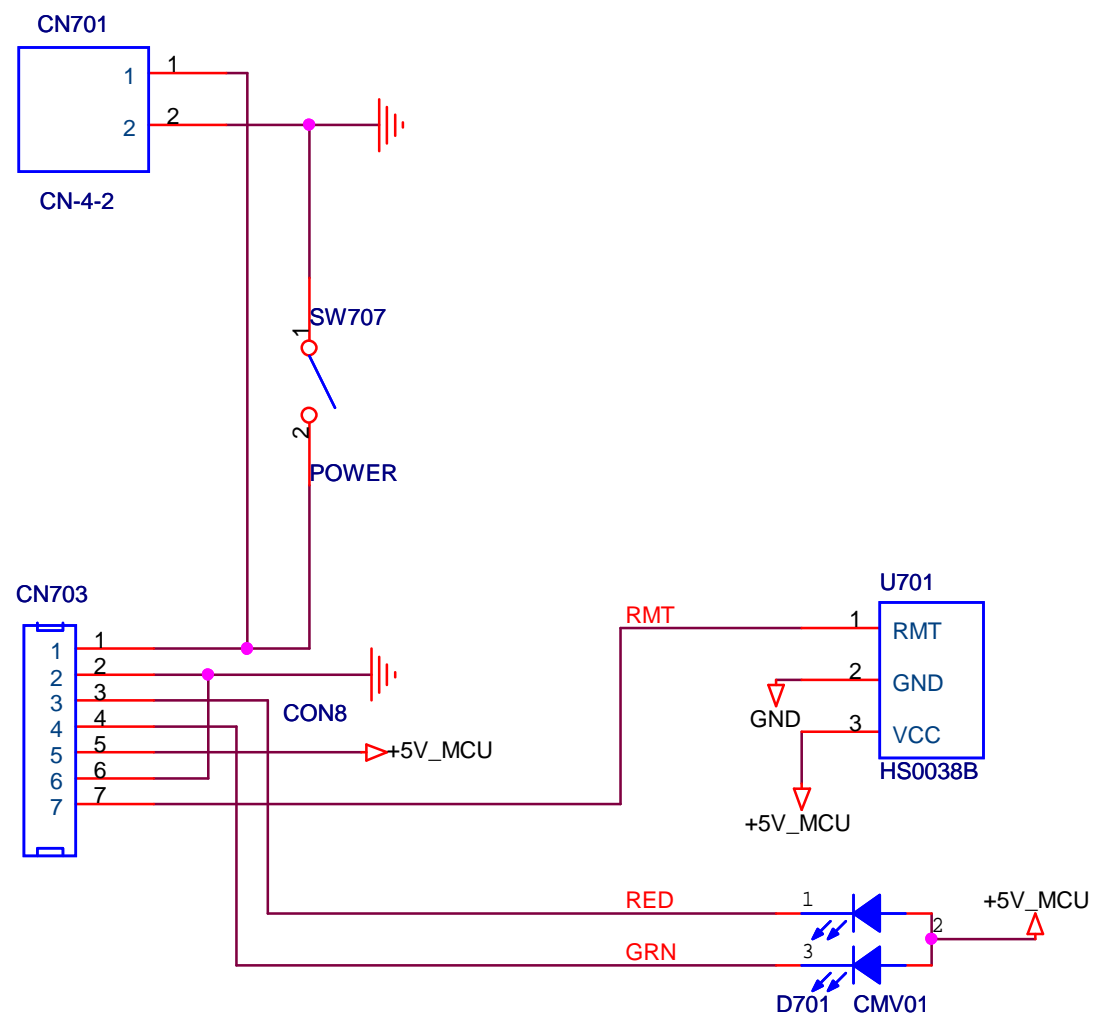 CN701
1 1
2 2
CN-4-2
SW707
1
2
POWER
CN703
1 1
2 2
3 3
4 4
5 5
6 6
7 7
CON8
+5V_MCU
U701
RMT 1 RMT
2 GND
GND
3 VCC
HS0038B
+5V_MCU
RED 1
+5V_MCU
2
GRN 3
D701 CMV01